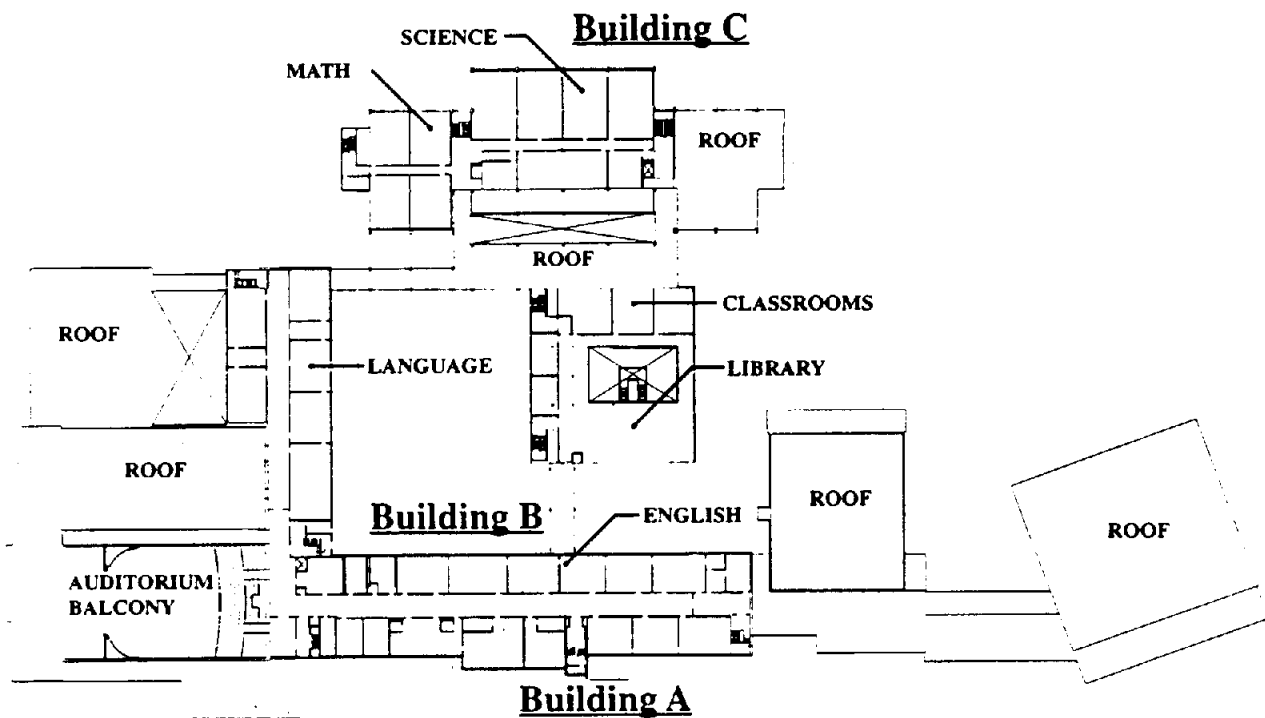 Building C
SCIENCE
MATH
ROOF
ROOF
CLASSROOMS
ROOF
LANGUAGE
LIBRARY
ROOF
ROOF
ROOF
Building B
ENGLISH
AUDITORIUM
BALCONY
Building A